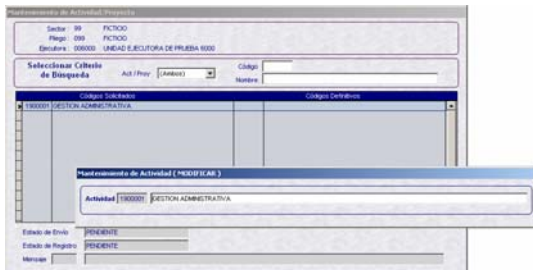 Mantenimiento de Actividad/Proyecto
Sector : 99 FICTICIO
Pliego : 099 FICTICIO
Ejecutora : 006000 UNIDAD EJECUTORA DE PRUEBA 6000
Seleccionar Criterio de Búsqueda
Act / Proy (Ambos)
Código
Nombre
Códigos Solicitados Códigos Definitivos
1900001 GESTION ADMINISTRATIVA
Mantenimiento de Actividad ( MODIFICAR )
Actividad 1900001 GESTION ADMINISTRATIVA
Estado de Envío PENDIENTE
Estado de Registro PENDIENTE
Mensaje